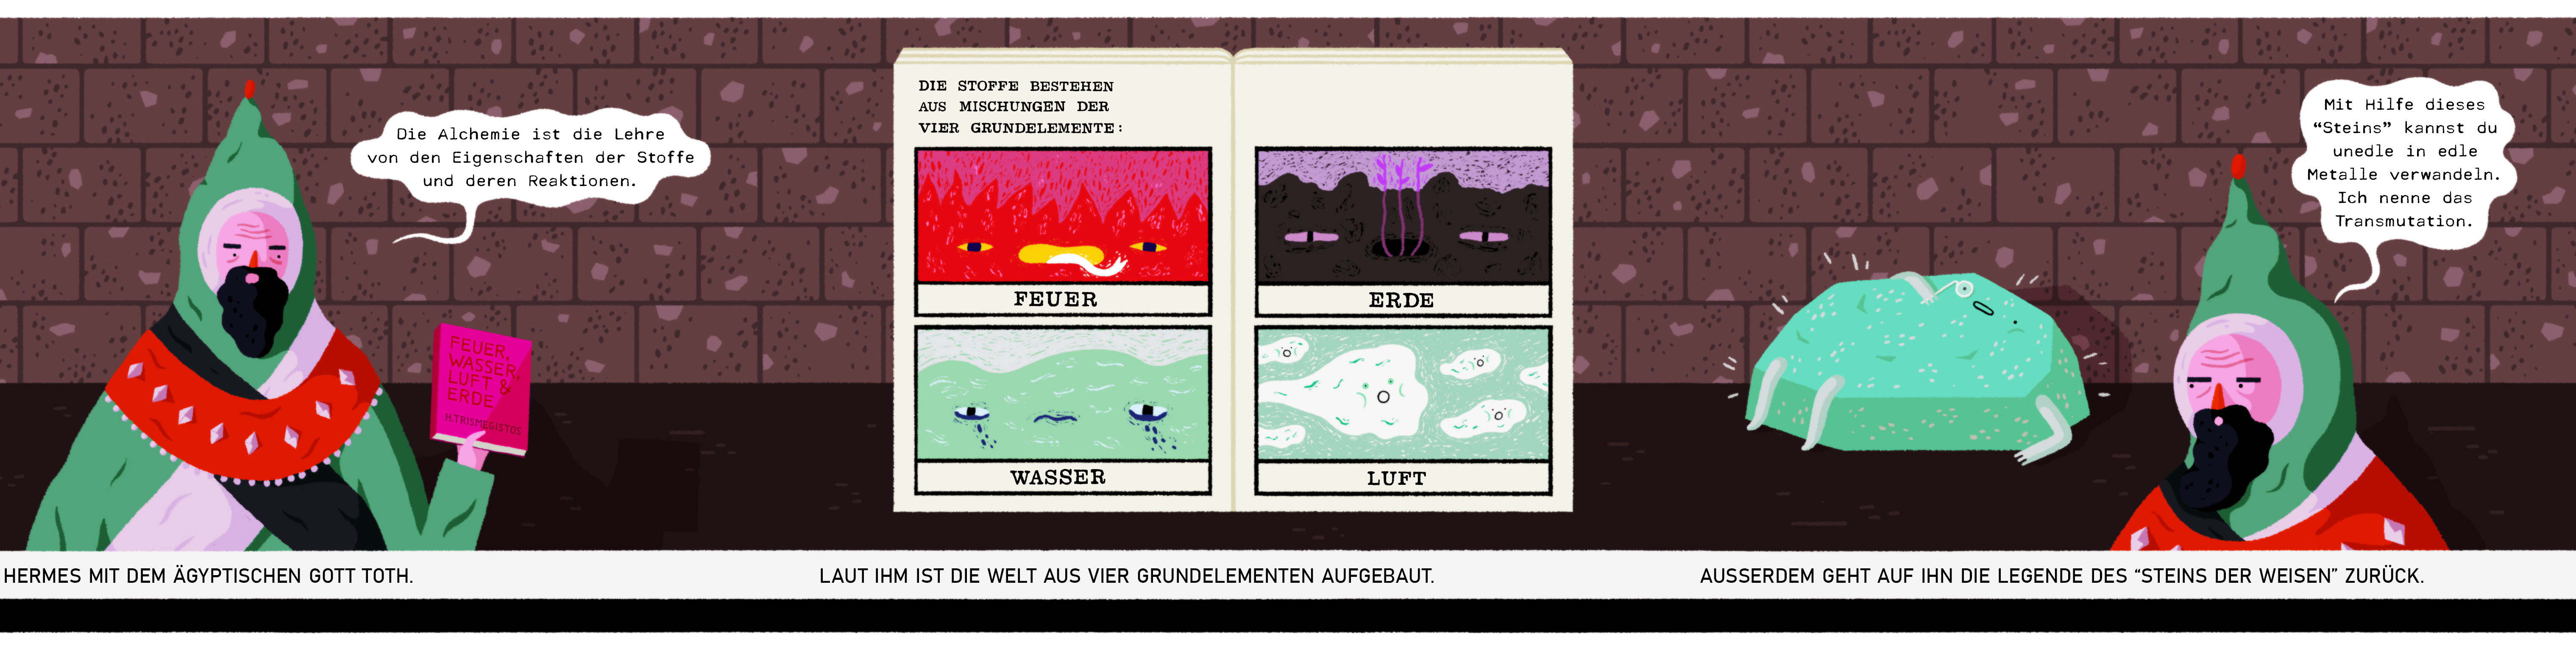 Die Alchemie ist die Lehre
von den Eigenschaften der Stoffe
und deren Reaktionen.
FEUER,
WASSER,
LUFT &
ERDE
H.TRISMEGISTOS
HERMES MIT DEM ÄGYPTISCHEN GOTT TOTH.
DIE STOFFE BESTEHEN
AUS MISCHUNGEN DER
VIER GRUNDELEMENTE:
FEUER
WASSER
ERDE
LUFT
LAUT IHM IST DIE WELT AUS VIER GRUNDELEMENTEN AUFGEBAUT.
Mit Hilfe dieses
“Steins” kannst du
unedle in edle
Metalle verwandeln.
Ich nenne das
Transmutation.
AUSSERDEM GEHT AUF IHN DIE LEGENDE DES “STEINS DER WEISEN” ZURÜCK.